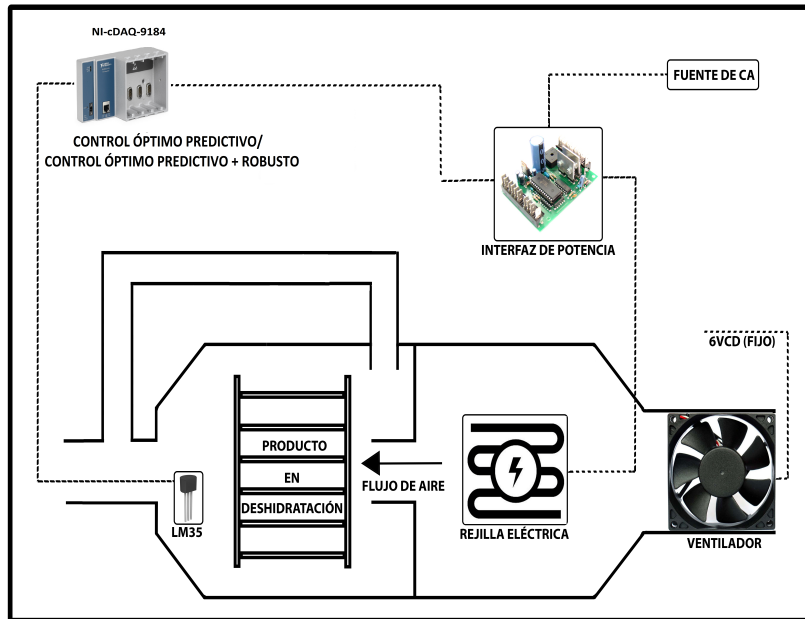 NI-cDAQ-9184
FUENTE DE CA
CONTROL ÓPTIMO PREDICTIVO/
CONTROL ÓPTIMO PREDICTIVO + ROBUSTO
INTERFAZ DE POTENCIA
6VCD (FIJO)
PRODUCTO
EN
DESHIDRATACIÓN
FLUJO DE AIRE
LM35
REJILLA ELÉCTRICA
VENTILADOR